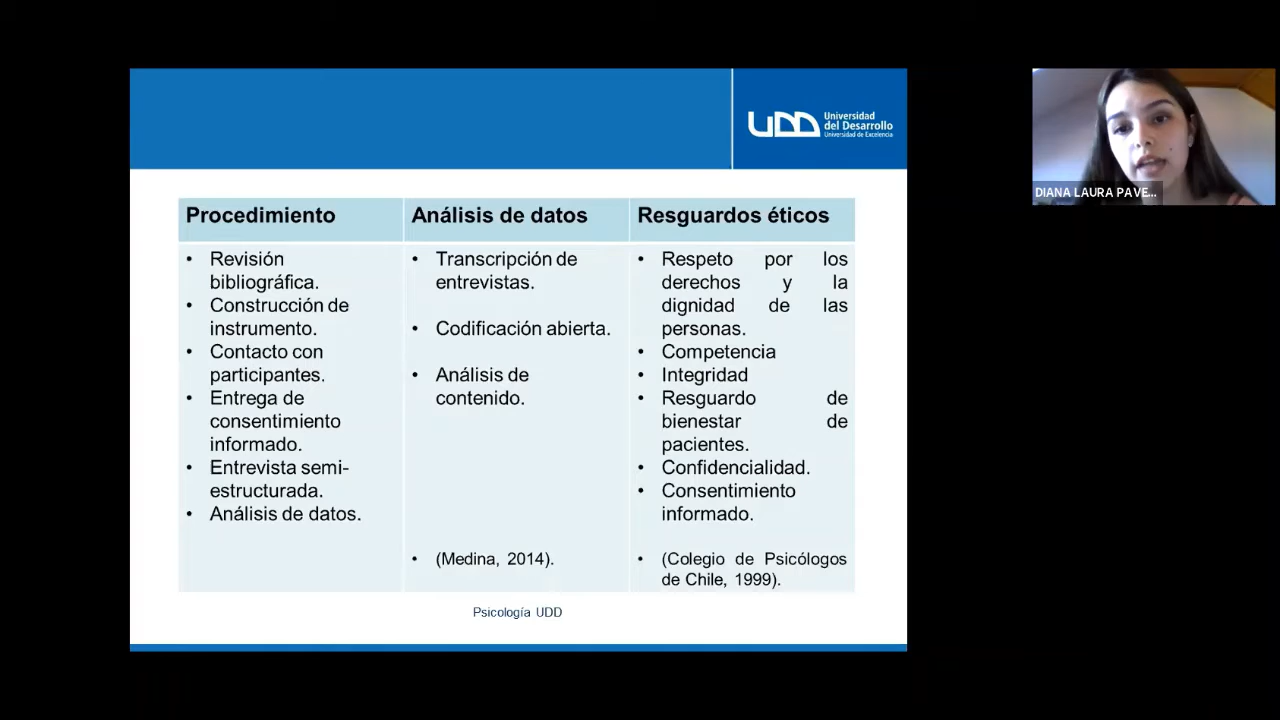 UDD
Universidad
del Desarrollo
Universidad de Excelencia
DIANA LAURA PAVE...
Procedimiento
• Revisión
bibliográfica.
• Construcción de
instrumento.
• Contacto con
participantes.
• Entrega de
consentimiento
informado.
• Entrevista semi-
estructurada.
• Análisis de datos.
Análisis de datos
• Transcripción de
entrevistas.
• Codificación abierta.
• Análisis de
contenido.
• (Medina, 2014).
Resguardos éticos
• Respeto por los
derechos y la
dignidad de las
personas.
• Competencia
• Integridad
• Resguardo de
bienestar de
pacientes.
• Confidencialidad.
• Consentimiento
informado.
• (Colegio de Psicólogos
de Chile, 1999).
Psicología UDD